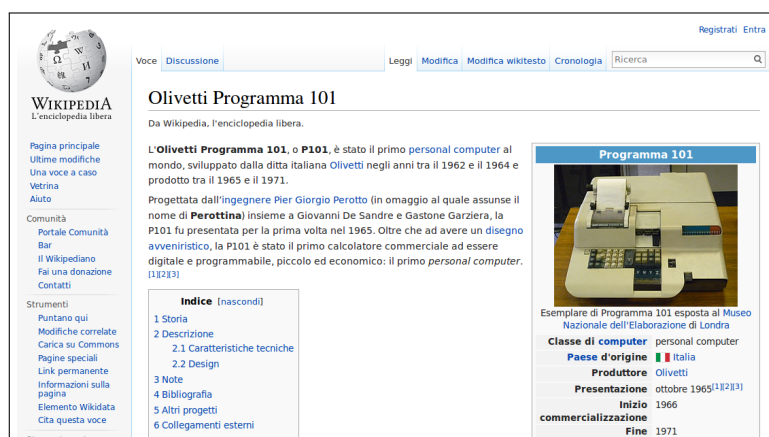 Registrati Entra
Voce Discussione Leggi Modifica Modifica wikitesto Cronologia Ricerca
WIKIPEDIA
L'enciclopedia libera
Pagina principale
Ultime modifiche
Una voce a caso
Vetrina
Aiuto
Comunità
Portale Comunità
Bar
Il Wikipediano
Fai una donazione
Contatti
Strumenti
Puntano qui
Modifiche correlate
Carica su Commons
Pagine speciali
Link permanente
Informazioni sulla
pagina
Elemento Wikidata
Cita questa voce
Olivetti Programma 101
Da Wikipedia, l'enciclopedia libera.
L'Olivetti Programma 101, o P101, è stato il primo personal computer al
mondo, sviluppato dalla ditta italiana Olivetti negli anni tra il 1962 e il 1964 e
prodotto tra il 1965 e il 1971.
Progettata dall'ingegnere Pier Giorgio Perotto (in omaggio al quale assunse il
nome di Perottina) insieme a Giovanni De Sandre e Gastone Garziera, la
P101 fu presentata per la prima volta nel 1965. Oltre che ad avere un disegno
avveniristico, la P101 è stato il primo calcolatore commerciale ad essere
digitale e programmabile, piccolo ed economico: il primo personal computer.
[1][2][3]
Indice [nascondi]
1 Storia
2 Descrizione
2.1 Caratteristiche tecniche
2.2 Design
3 Note
4 Bibliografia
5 Altri progetti
6 Collegamenti esterni
Programma 101
Esemplare di Programma 101 esposta al Museo
Nazionale dell'Elaborazione di Londra
Classe di computer personal computer
Paese d'origine Italia
Produttore Olivetti
Presentazione ottobre 1965[1][2][3]
Inizio 1966
commercializzazione
Fine 1971